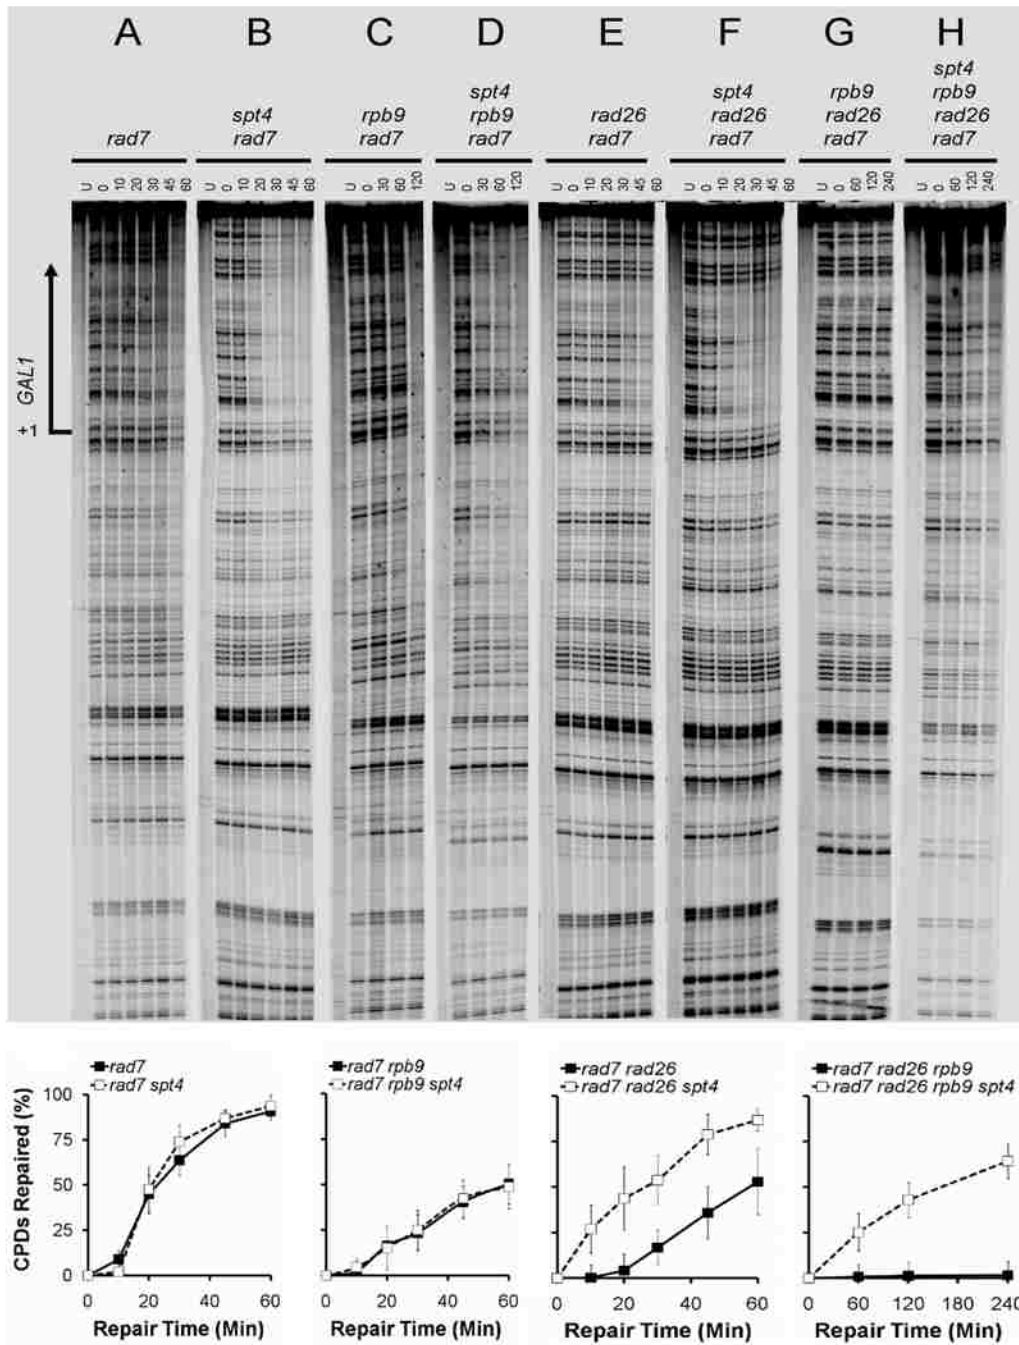 A B C D E F G H
rad7
spt4
rad7
rpb9
rad7
spt4
rpb9
rad7
rad26
rad7
spt4
rad26
rad7
rpb9
rad26
rad7
spt4
rpb9
rad26
rad7
U 0 10 20 30 45 60
U 0 10 20 30 45 60
U 0 30 60 120
U 0 30 60 120
U 0 10 20 30 45 60
U 0 10 20 30 45 60
U 0 60 120 240
U 0 60 120 240
GAL1
±1
rad7
rad7 spt4
CPDs Repaired (%)
100
75
50
25
0
0 20 40 60
Repair Time (Min)
rad7 rpb9
rad7 rpb9 spt4
0 20 40 60
Repair Time (Min)
rad7 rad26
rad7 rad26 spt4
0 20 40 60
Repair Time (Min)
rad7 rad26 rpb9
rad7 rad26 rpb9 spt4
0 60 120 180 240
Repair Time (Min)